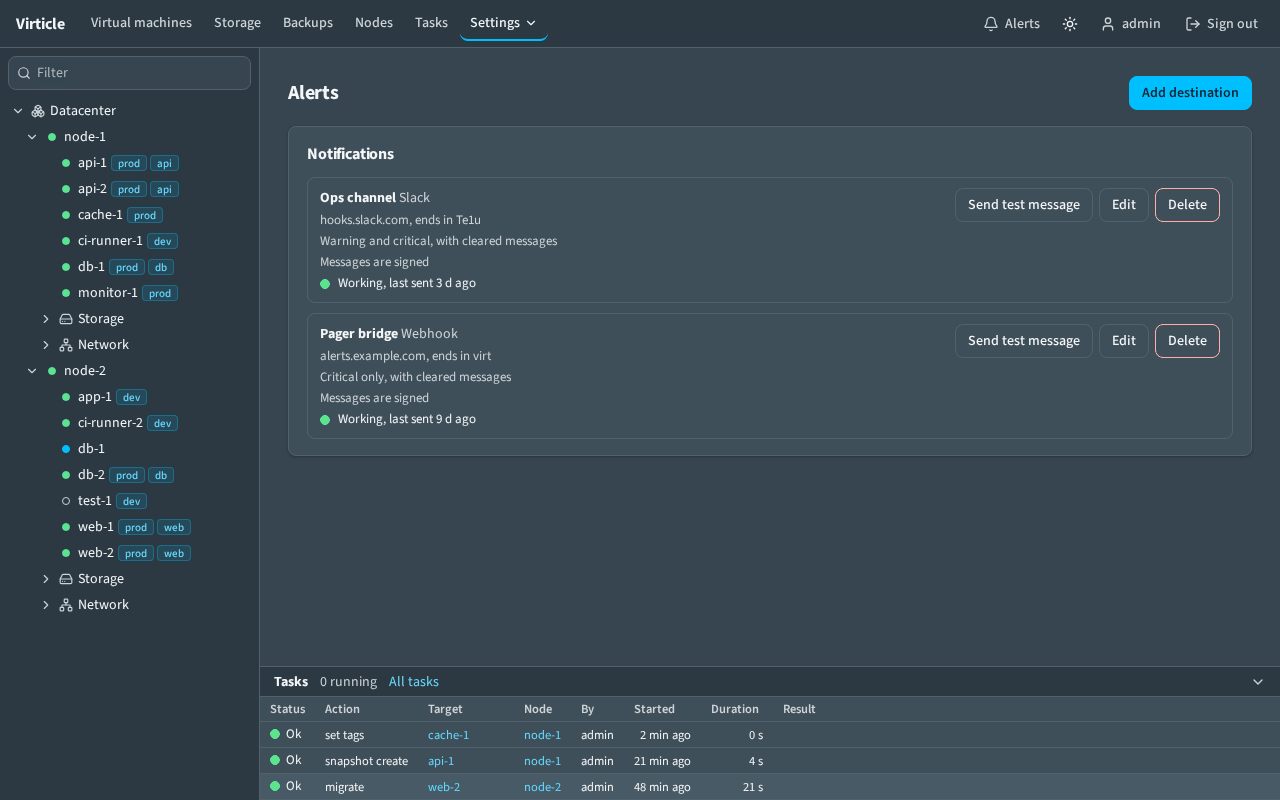 Virticle Virtual machines Storage Backups Nodes Tasks Settings Alerts admin Sign out
Filter
Datacenter
node-1
api-1 prod api
api-2 prod api
cache-1 prod
ci-runner-1 dev
db-1 prod db
monitor-1 prod
Storage
Network
node-2
app-1 dev
ci-runner-2 dev
db-1
db-2 prod db
test-1 dev
web-1 prod web
web-2 prod web
Storage
Network
Alerts Add destination
Notifications
Ops channel Slack Send test message Edit Delete
hooks.slack.com, ends in Te1u
Warning and critical, with cleared messages
Messages are signed
Working, last sent 3 d ago
Pager bridge Webhook Send test message Edit Delete
alerts.example.com, ends in virt
Critical only, with cleared messages
Messages are signed
Working, last sent 9 d ago
Tasks 0 running All tasks
Status Action Target Node By Started Duration Result
Ok set tags cache-1 node-1 admin 2 min ago 0 s
Ok snapshot create api-1 node-1 admin 21 min ago 4 s
Ok migrate web-2 node-2 admin 48 min ago 21 s